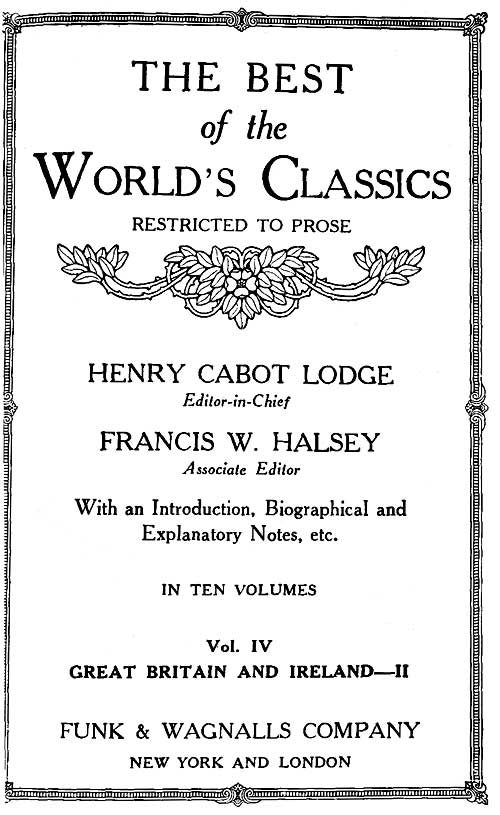 THE BEST
of the
WORLD'S CLASSICS
RESTRICTED TO PROSE
HENRY CABOT LODGE
Editor-in-Chief
FRANCIS W. HALSEY
Associate Editor
With an Introduction, Biographical and
Explanatory Notes, etc.
IN TEN VOLUMES
Vol. IV
GREAT BRITAIN AND IRELAND—II
FUNK & WAGNALLS COMPANY
NEW YORK AND LONDON